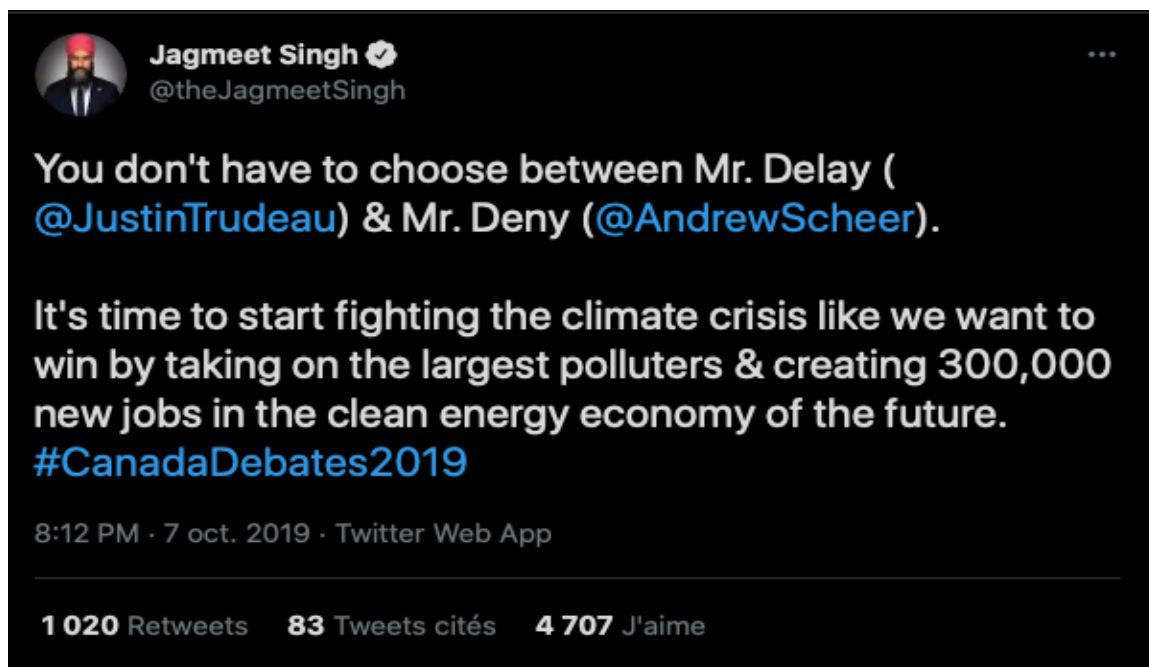 Jagmeet Singh
@theJagmeetSingh
You don't have to choose between Mr. Delay (
@JustinTrudeau) & Mr. Deny (@AndrewScheer).
It's time to start fighting the climate crisis like we want to
win by taking on the largest polluters & creating 300,000
new jobs in the clean energy economy of the future.
#CanadaDebates2019
8:12 PM · 7 oct. 2019 · Twitter Web App
1 020 Retweets 83 Tweets cités 4 707 J'aime